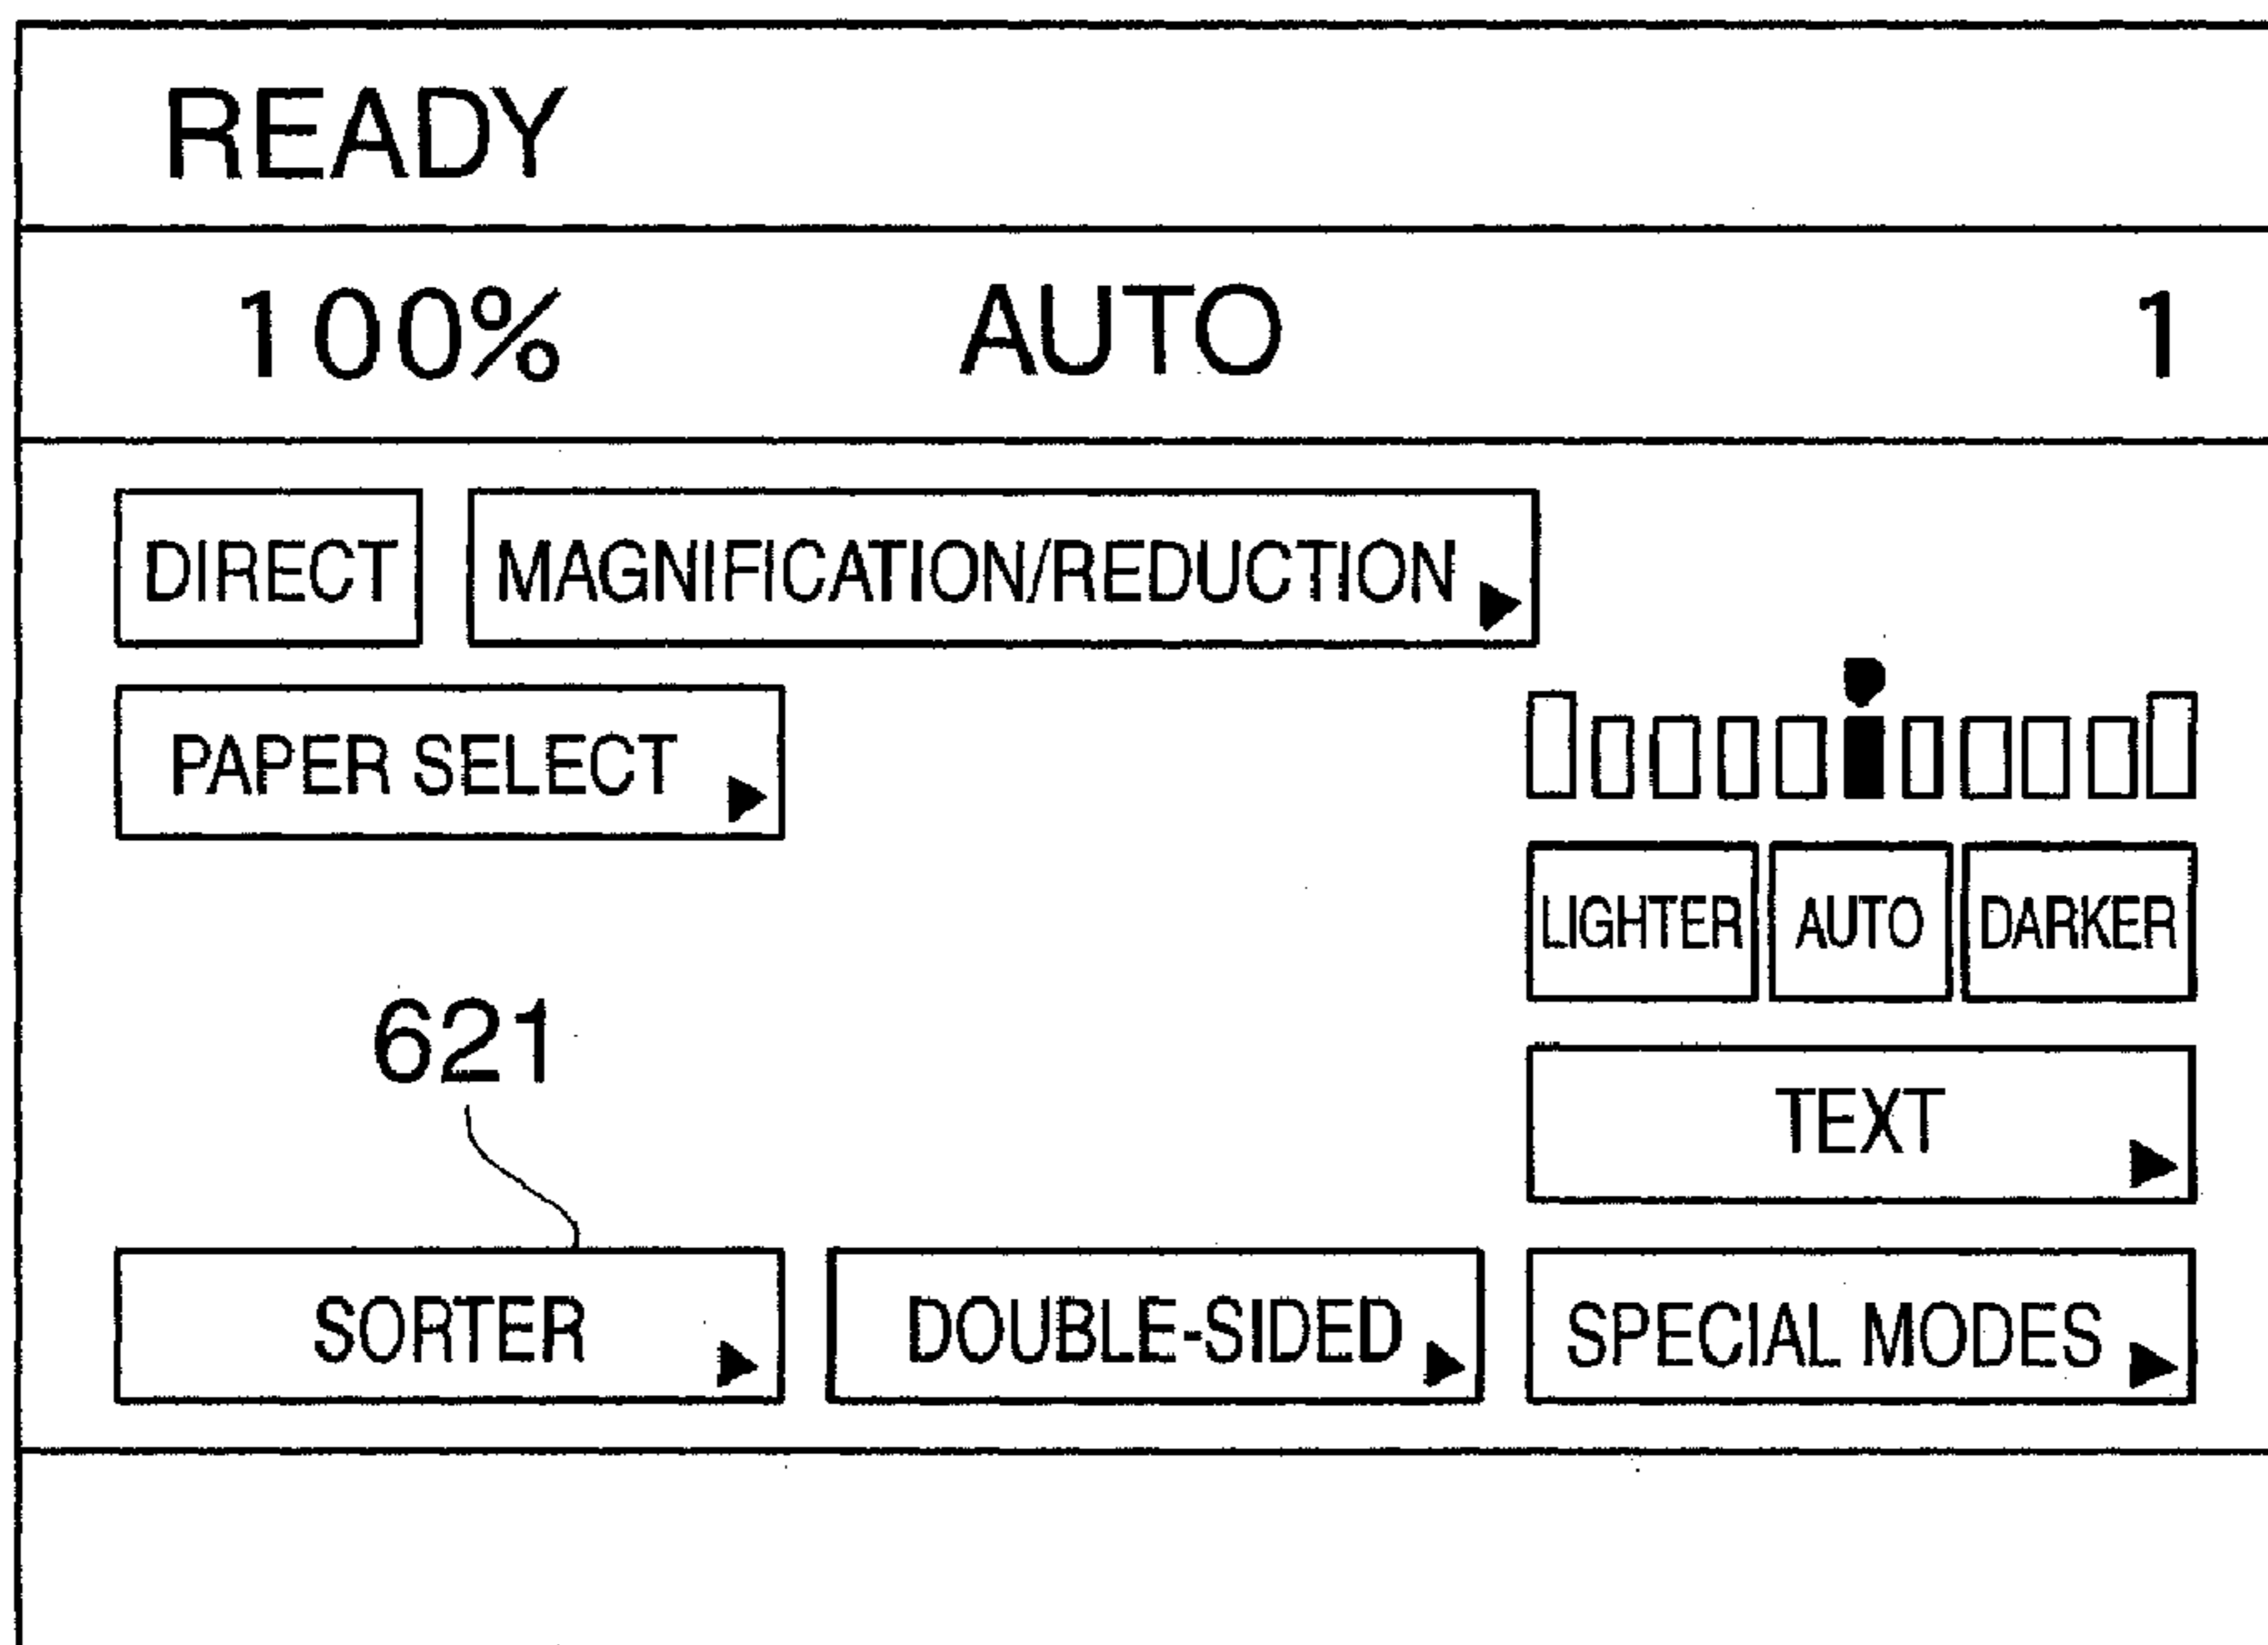 READY
100% AUTO 1
DIRECT MAGNIFICATION/REDUCTION
PAPER SELECT
LIGHTER AUTO DARKER
621
TEXT
SORTER DOUBLE-SIDED SPECIAL MODES